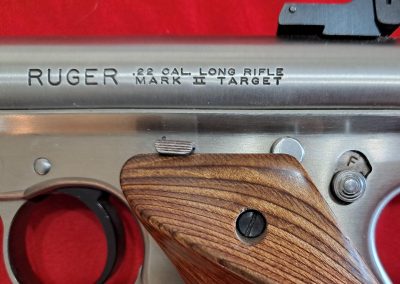 RUGER
.22 CAL. LONG RIFLE
MARK II TARGET
F